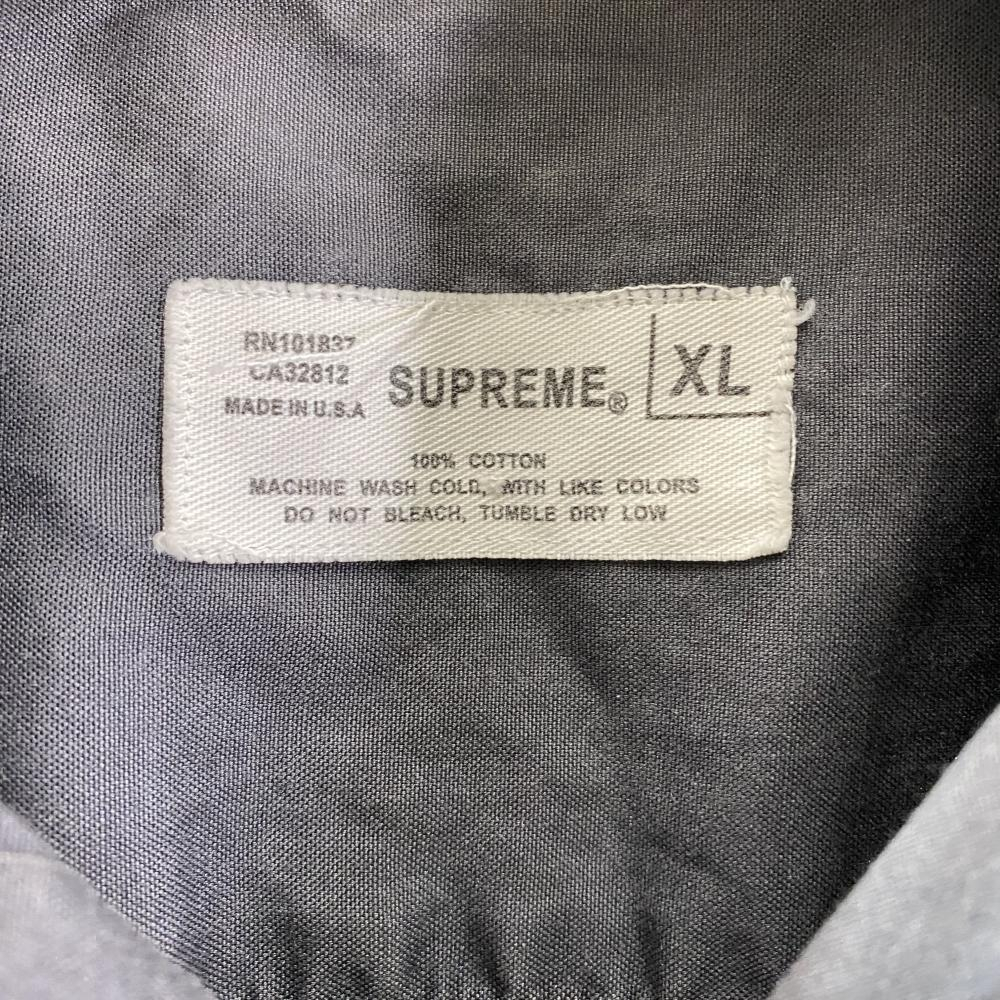 RN101837
CA32812
MADE IN U.S.A
SUPREME®
XL
100% COTTON
MACHINE WASH COLD, WITH LIKE COLORS
DO NOT BLEACH, TUMBLE DRY LOW